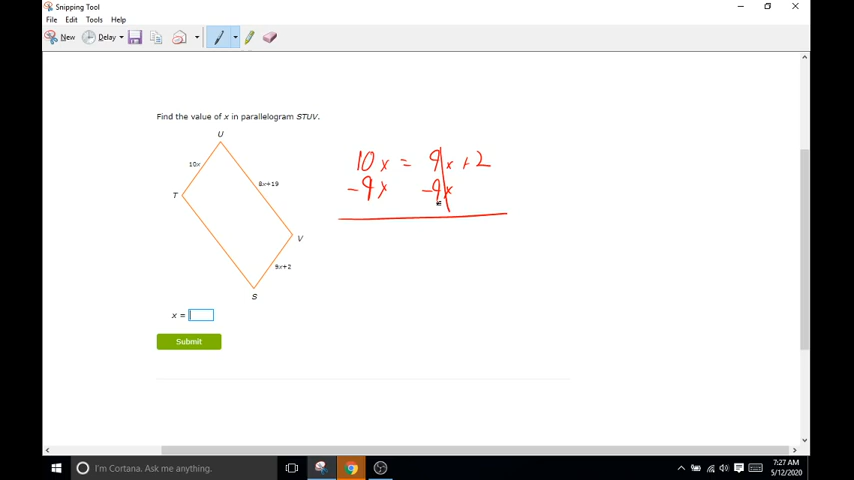 Snipping Tool
File Edit Tools Help
New Delay
Find the value of x in parallelogram STUV.
U
10x
8x+19
T
V
9x+2
S
x =
Submit
10x = 9x + 2
-9x -9x
I'm Cortana. Ask me anything.
7:27 AM
5/12/2020